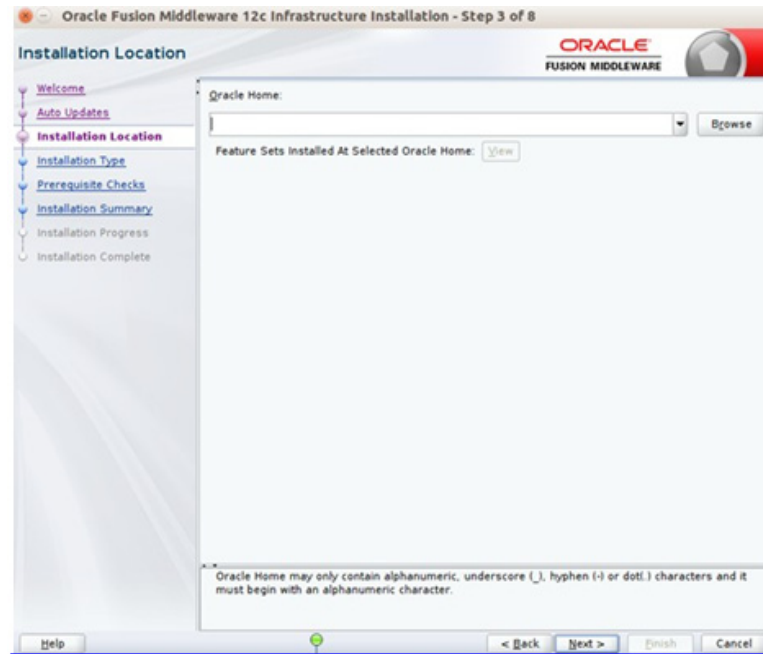 Oracle Fusion Middleware 12c Infrastructure Installation - Step 3 of 8
Installation Location
ORACLE
FUSION MIDDLEWARE
Welcome
Auto Updates
Installation Location
Installation Type
Prerequisite Checks
Installation Summary
Installation Progress
Installation Complete
Oracle Home:
Browse
Feature Sets Installed At Selected Oracle Home: View
Oracle Home may only contain alphanumeric, underscore (_), hyphen (-) or dot(.) characters and it
must begin with an alphanumeric character.
Help < Back Next > Finish Cancel